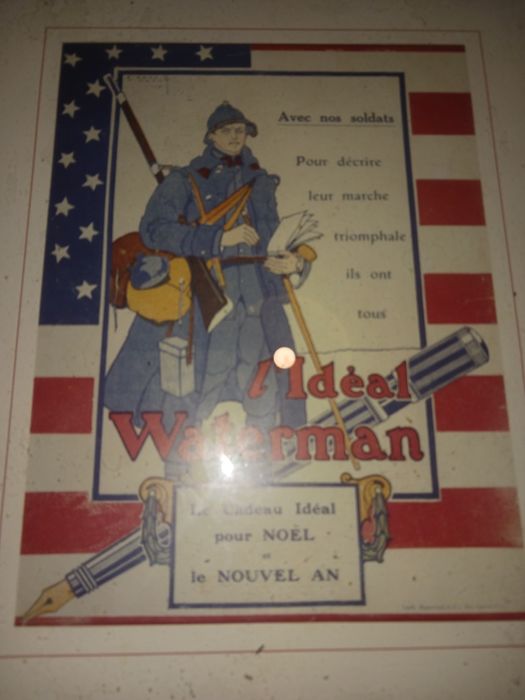 Avec nos soldats
Pour décrire
leur marche
triomphale
ils ont
tous
l'Idéal
Waterman
Le Cadeau Idéal
pour NOËL
et
le NOUVEL AN